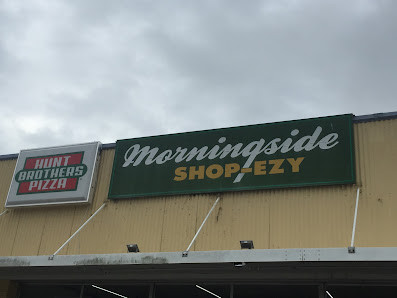 HUNT
BROTHERS
PIZZA
Morningside
SHOP-EZY